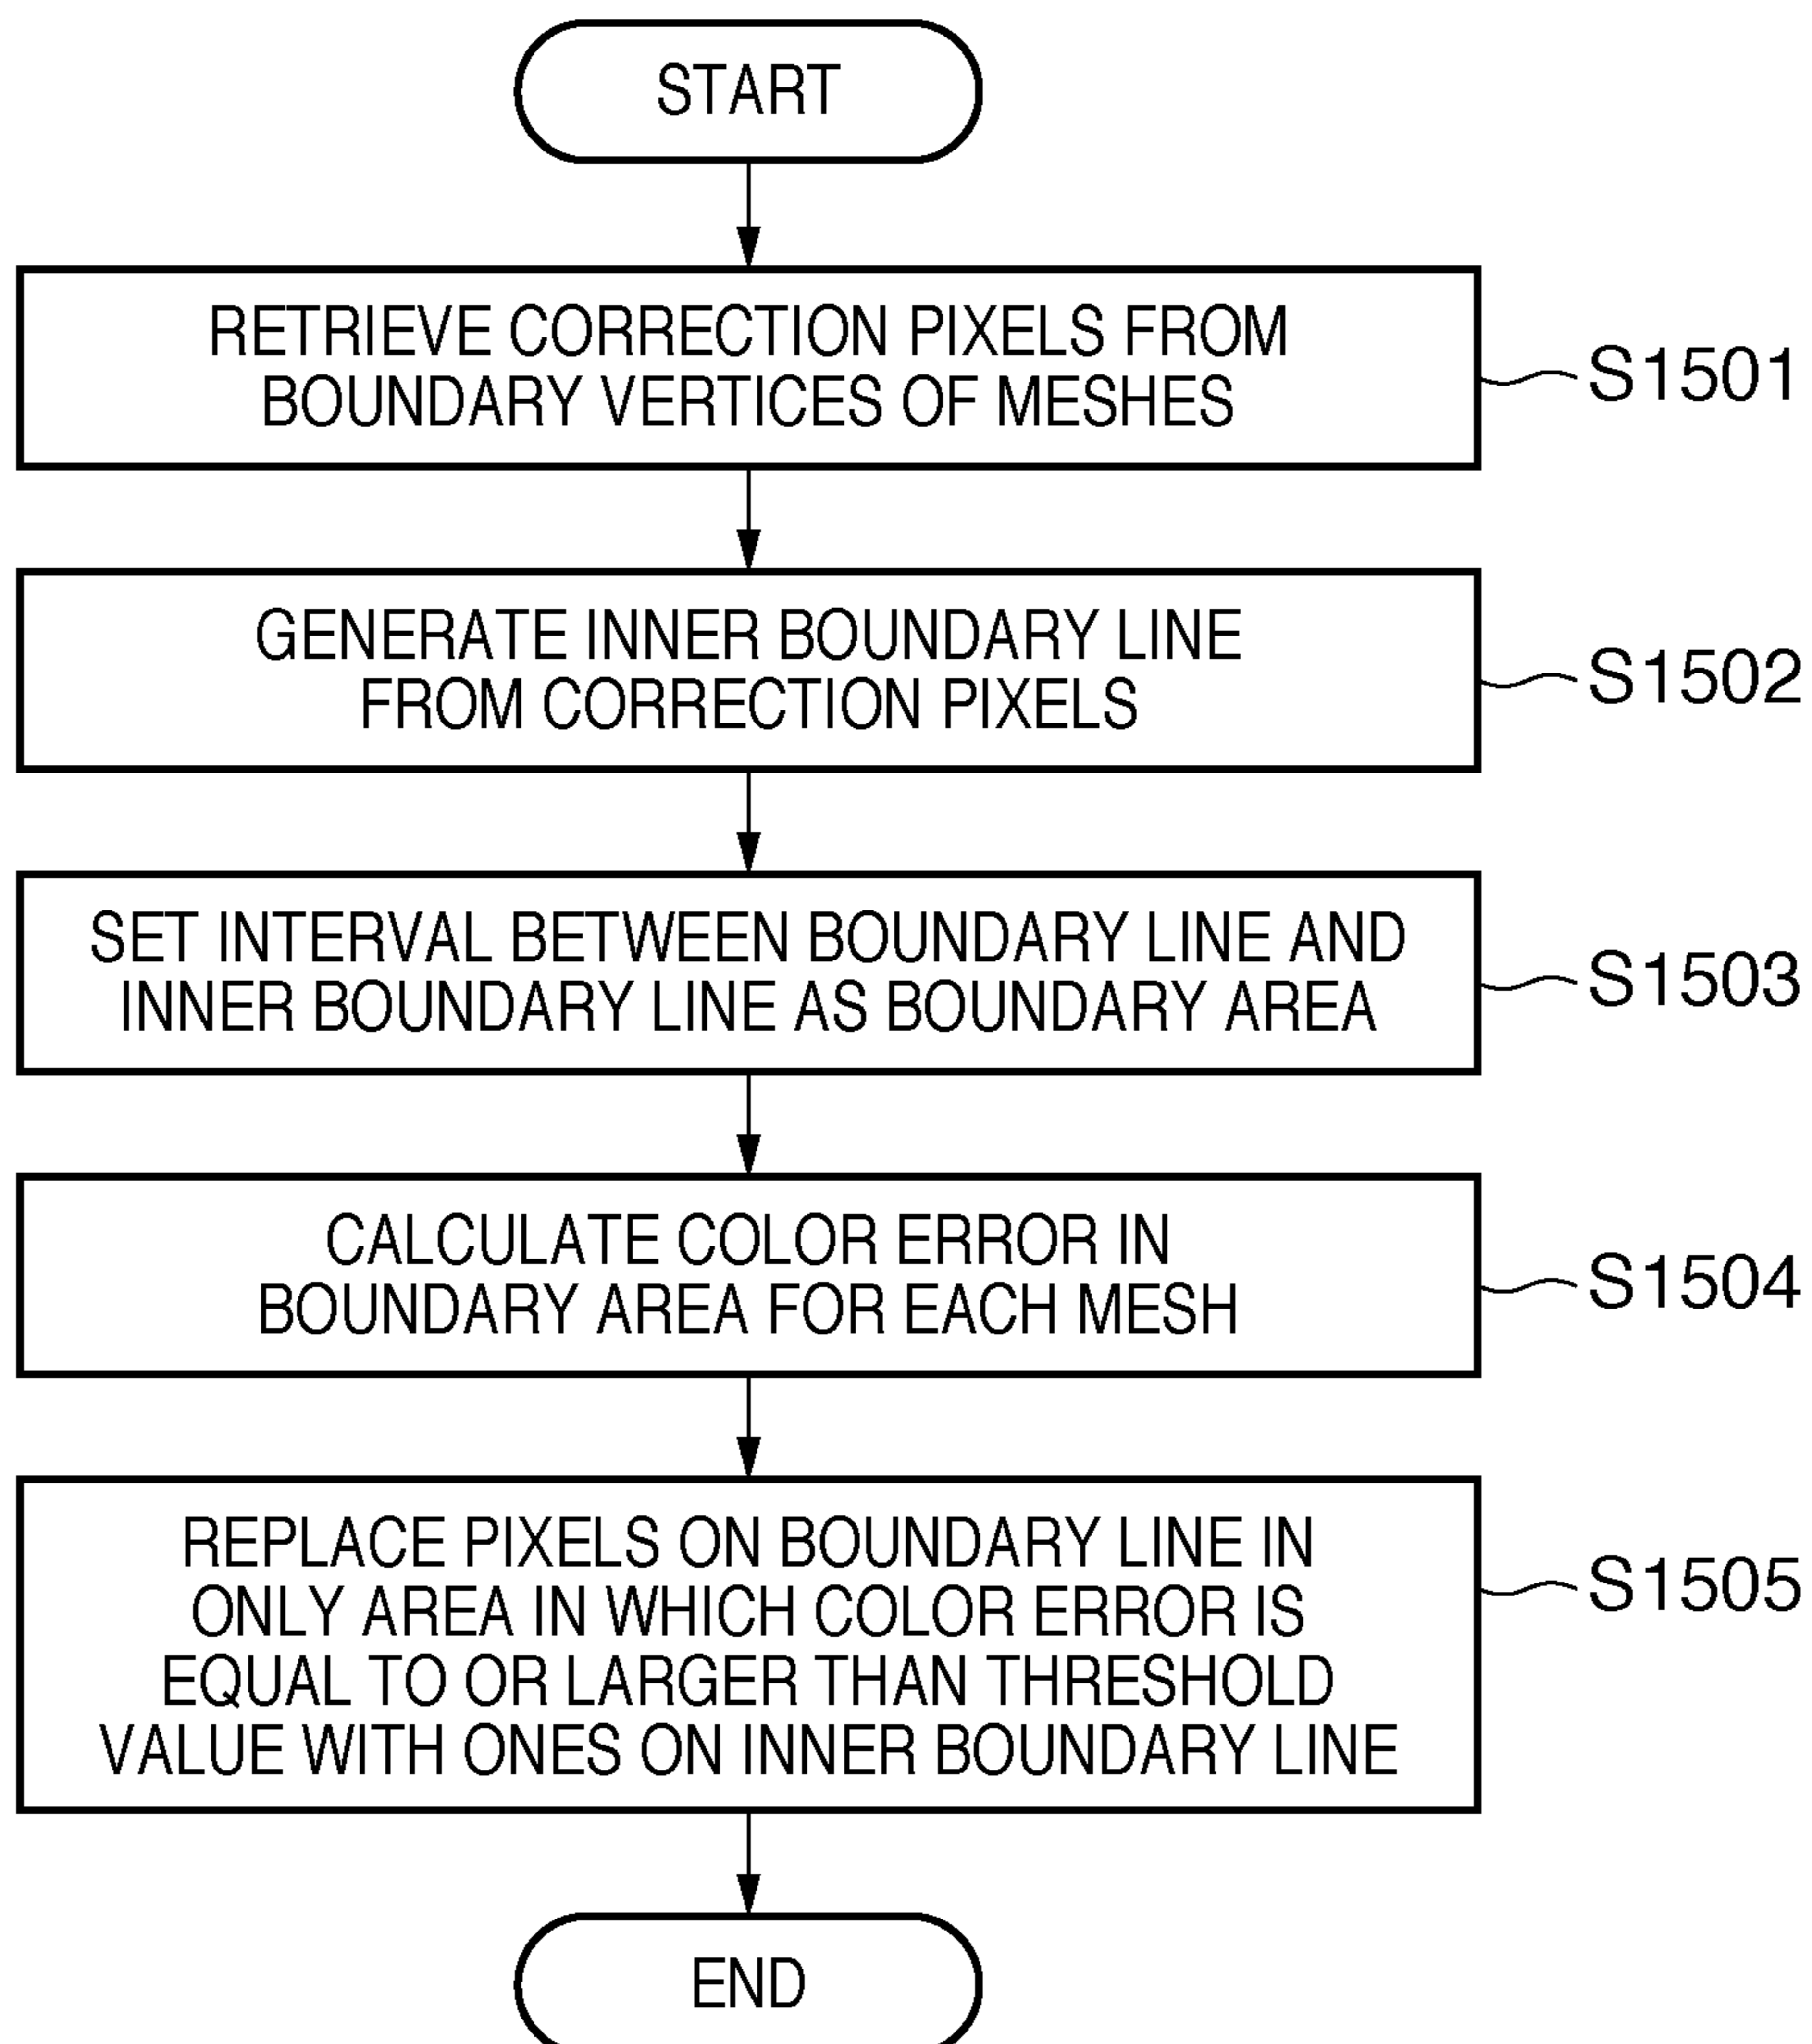 START
RETRIEVE CORRECTION PIXELS FROM
BOUNDARY VERTICES OF MESHES
S1501
GENERATE INNER BOUNDARY LINE
FROM CORRECTION PIXELS
S1502
SET INTERVAL BETWEEN BOUNDARY LINE AND
INNER BOUNDARY LINE AS BOUNDARY AREA
S1503
CALCULATE COLOR ERROR IN
BOUNDARY AREA FOR EACH MESH
S1504
REPLACE PIXELS ON BOUNDARY LINE IN
ONLY AREA IN WHICH COLOR ERROR IS
EQUAL TO OR LARGER THAN THRESHOLD
VALUE WITH ONES ON INNER BOUNDARY LINE
S1505
END